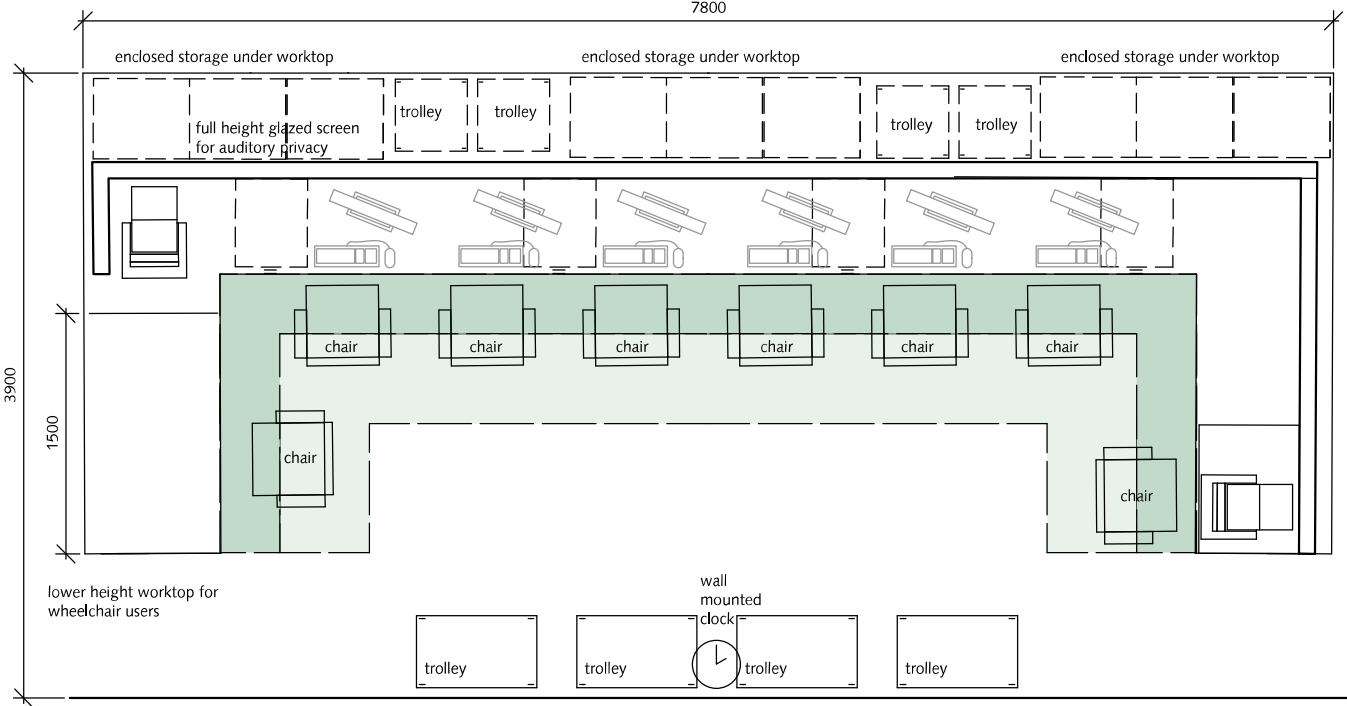 7800
enclosed storage under worktop
enclosed storage under worktop
enclosed storage under worktop
trolley
trolley
trolley
trolley
full height glazed screen
for auditory privacy
chair
chair
chair
chair
chair
chair
3900
1500
chair
chair
lower height worktop for
wheelchair users
wall
mounted
clock
trolley
trolley
trolley
trolley